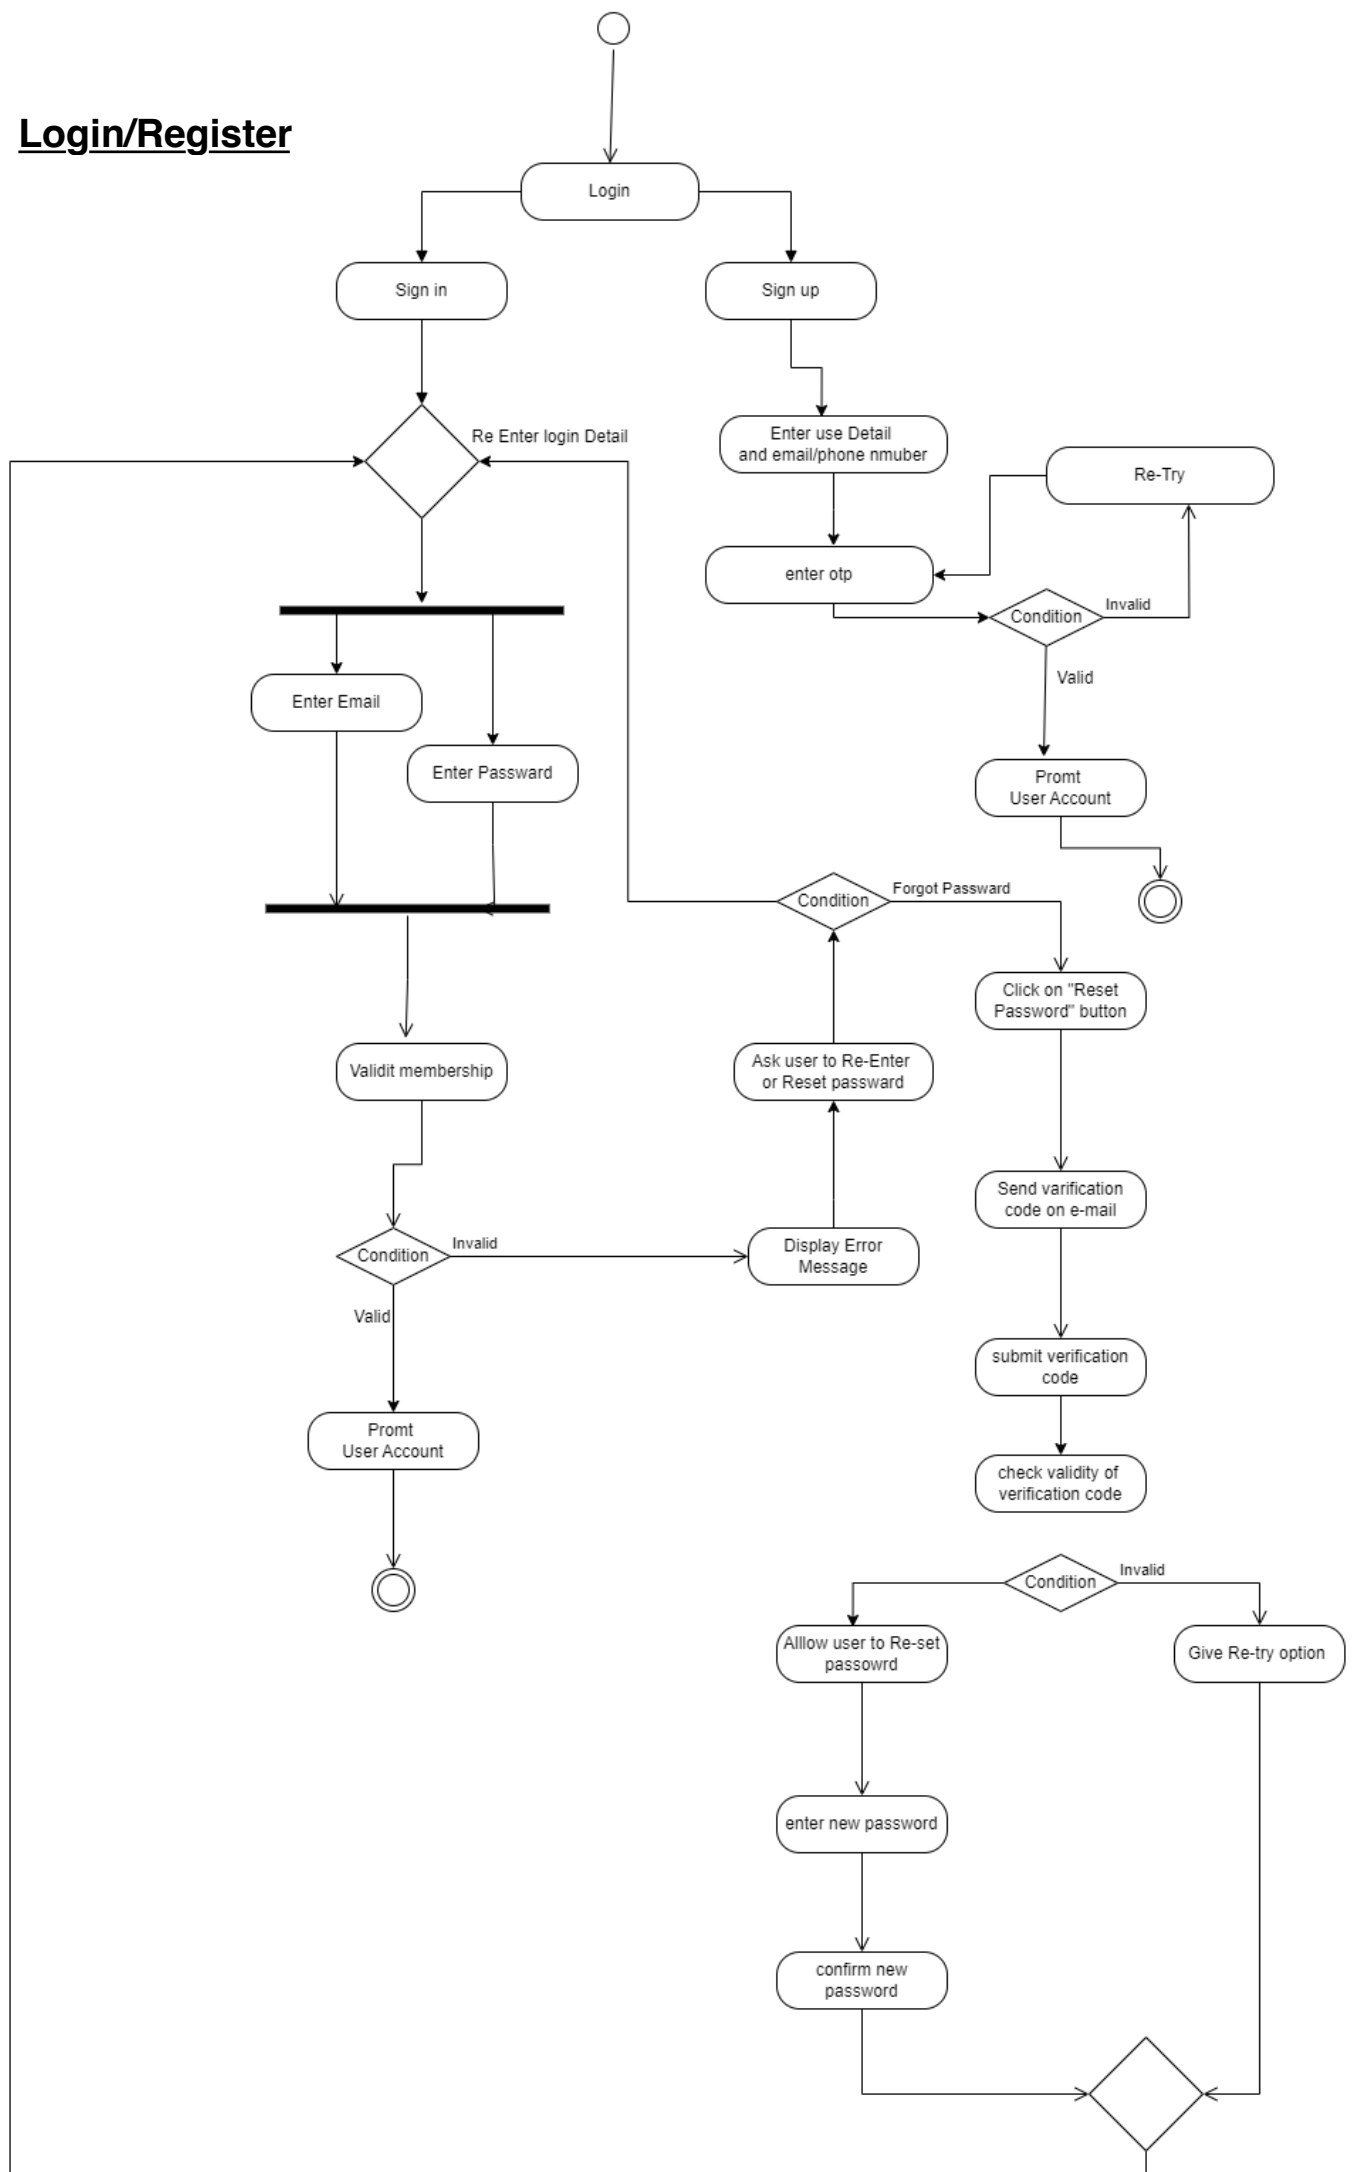 Login/Register
Login
Sign in
Sign up
Re Enter login Detail
Enter use Detail
and email/phone nmuber
Re-Try
enter otp
Condition
Invalid
Valid
Enter Email
Enter Passward
Promt
User Account
Condition
Forgot Passward
Click on "Reset
Password" button
Validit membership
Ask user to Re-Enter
or Reset passward
Send varification
code on e-mail
Condition
Invalid
Display Error
Message
Valid
submit verification
code
Promt
User Account
check validity of
verification code
Condition
Invalid
Alllow user to Re-set
passowrd
Give Re-try option
enter new password
confirm new
password